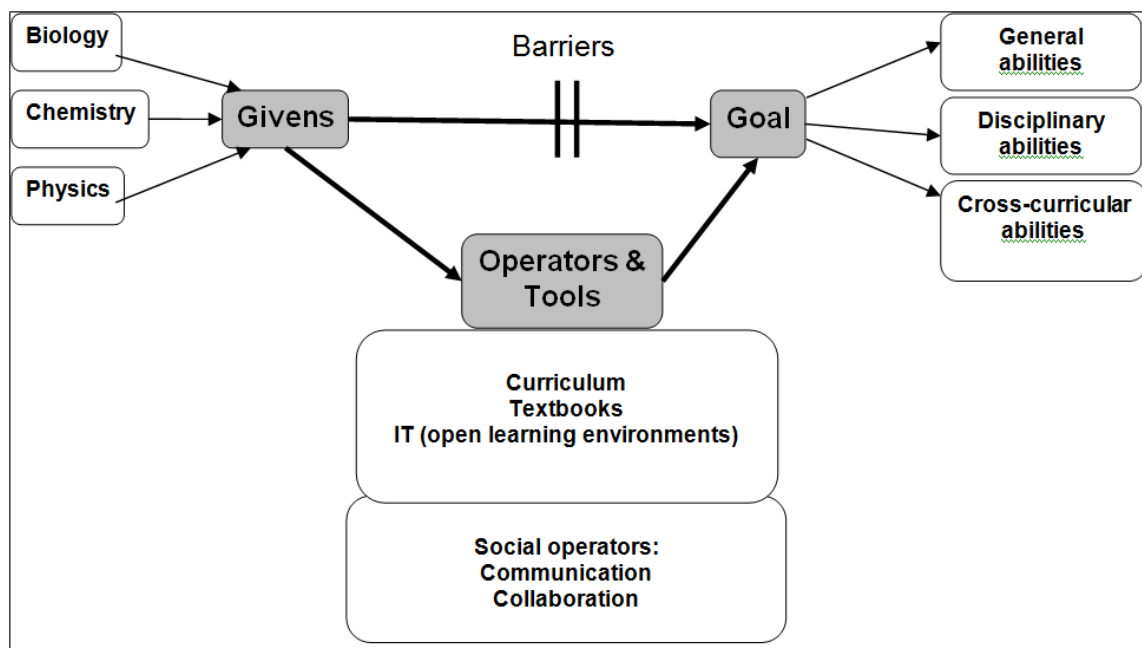 Biology
Chemistry
Physics
Givens
Barriers
Goal
General
abilities
Disciplinary
abilities
Cross-curricular
abilities
Operators &
Tools
Curriculum
Textbooks
IT (open learning environments)
Social operators:
Communication
Collaboration